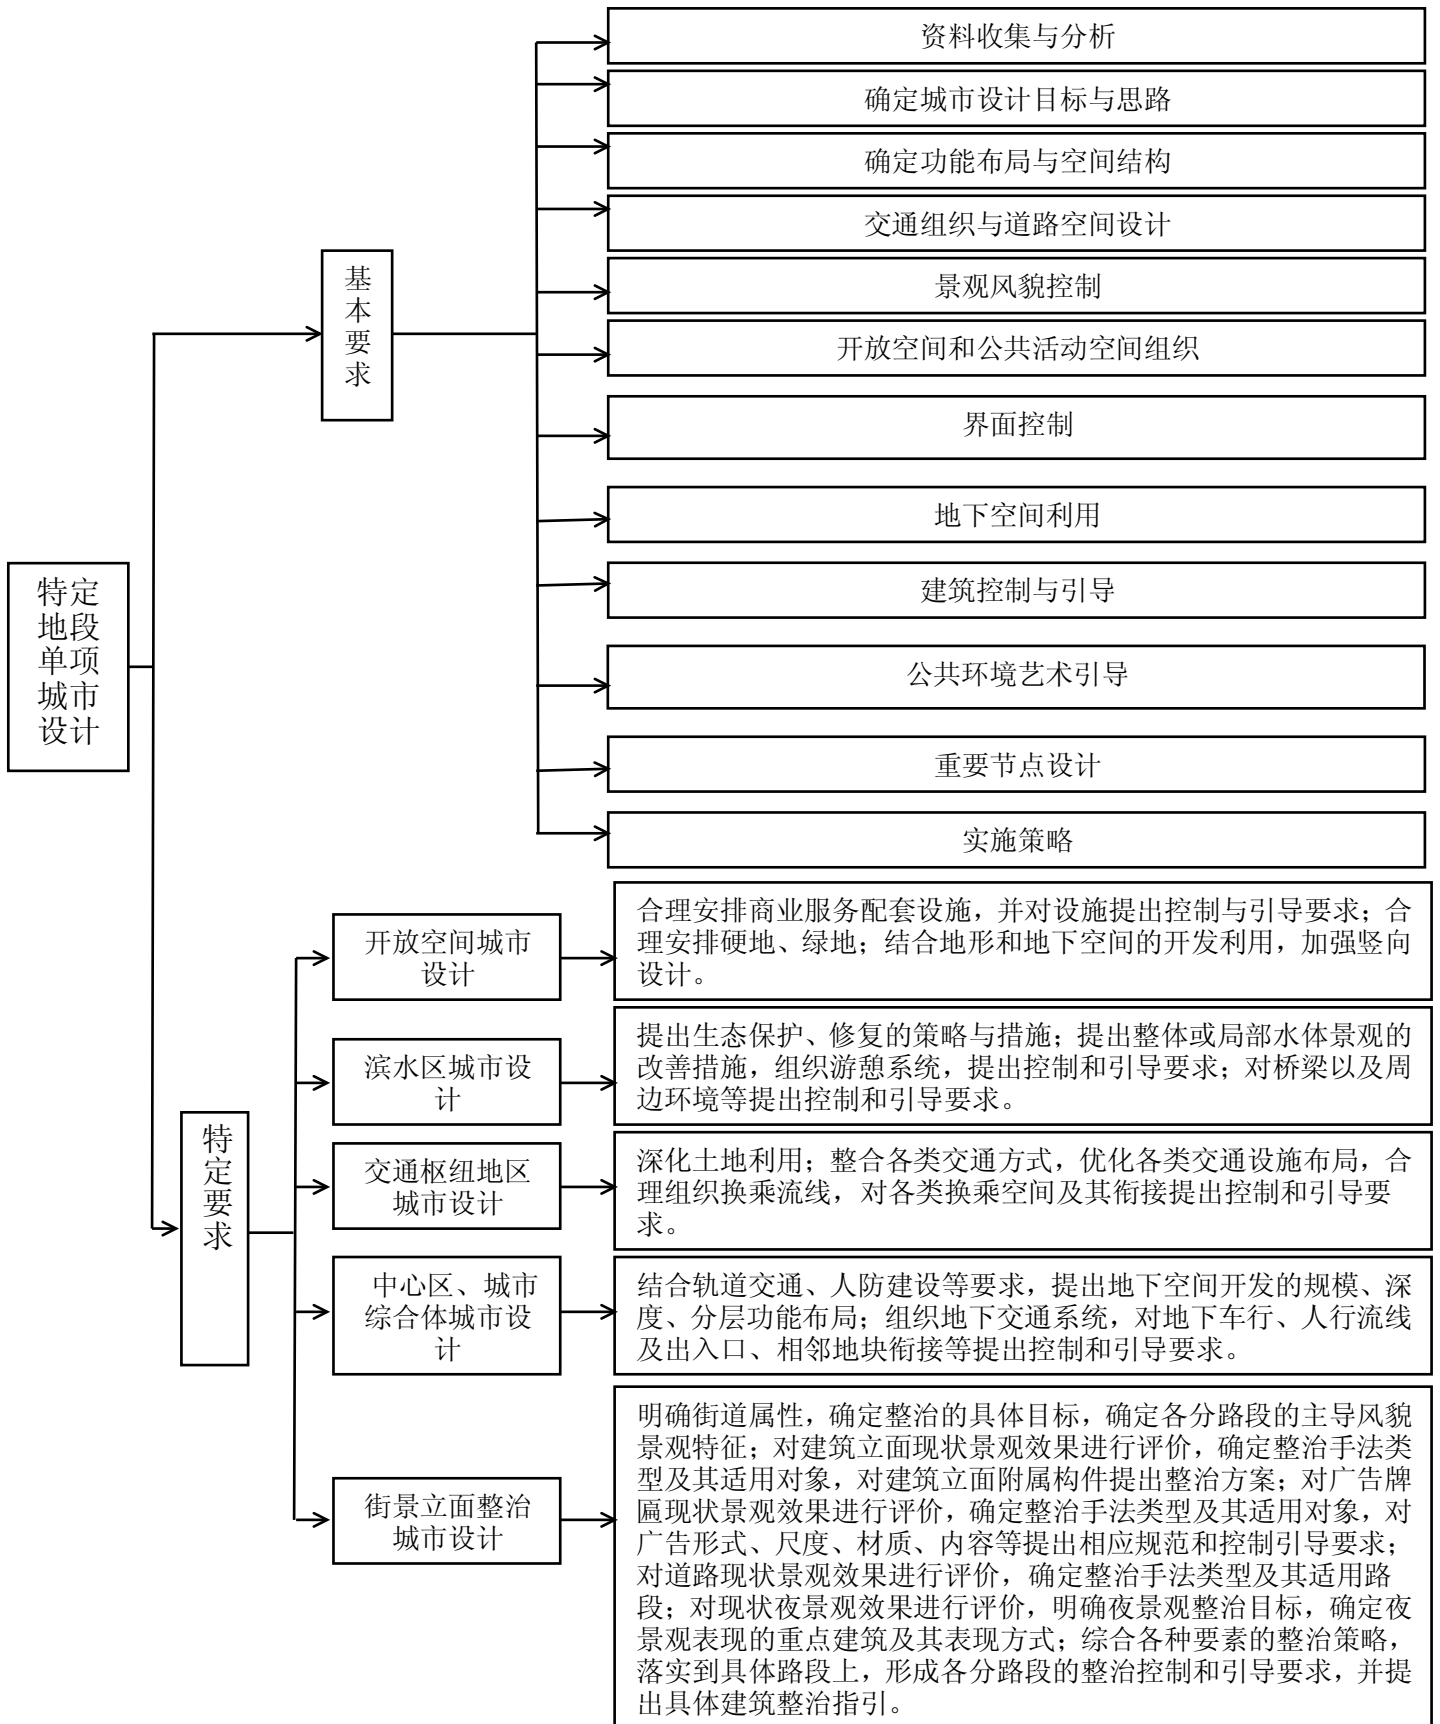 资料收集与分析
确定城市设计目标与思路
确定功能布局与空间结构
交通组织与道路空间设计
景观风貌控制
开放空间和公共活动空间组织
界面控制
地下空间利用
建筑控制与引导
公共环境艺术引导
重要节点设计
实施策略
基
本
要
求
特定
地段
单项
城市
设计
特
定
要
求
开放空间城市
设计
合理安排商业服务配套设施，并对设施提出控制与引导要求；合
理安排硬地、绿地；结合地形和地下空间的开发利用，加强竖向
设计。
滨水区城市设
计
提出生态保护、修复的策略与措施；提出整体或局部水体景观的
改善措施，组织游憩系统，提出控制和引导要求；对桥梁以及周
边环境等提出控制和引导要求。
交通枢纽地区
城市设计
深化土地利用；整合各类交通方式，优化各类交通设施布局，合
理组织换乘流线，对各类换乘空间及其衔接提出控制和引导要
求。
中心区、城市
综合体城市设
计
结合轨道交通、人防建设等要求，提出地下空间开发的规模、深
度、分层功能布局；组织地下交通系统，对地下车行、人行流线
及出入口、相邻地块衔接等提出控制和引导要求。
街景立面整治
城市设计
明确街道属性，确定整治的具体目标，确定各分路段的主导风貌
景观特征；对建筑立面现状景观效果进行评价，确定整治手法类
型及其适用对象，对建筑立面附属构件提出整治方案；对广告牌
匾现状景观效果进行评价，确定整治手法类型及其适用对象，对
广告形式、尺度、材质、内容等提出相应规范和控制引导要求；
对道路现状景观效果进行评价，确定整治手法类型及其适用路
段；对现状夜景观效果进行评价，明确夜景观整治目标，确定夜
景观表现的重点建筑及其表现方式；综合各种要素的整治策略，
落实到具体路段上，形成各分路段的整治控制和引导要求，并提
出具体建筑整治指引。